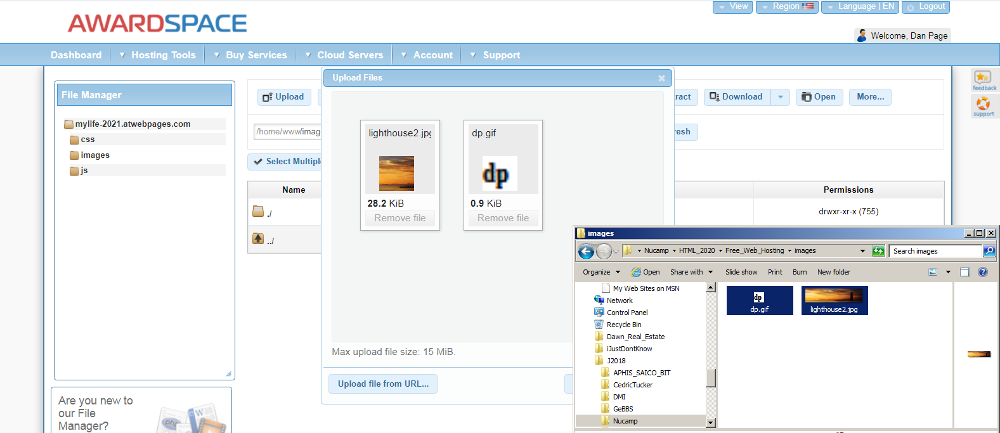 View
Region
Language | EN
Logout
AWARDSPACE
Welcome, Dan Page
Dashboard
Hosting Tools
Buy Services
Cloud Servers
Account
Support
File Manager
mylife-2021.atwebpages.com
css
images
js
Are you new to
our File
Manager?
php
W
Upload
ract
Download
Open
More...
/home/www/imag
resh
Select Multipl
Name
Permissions
./
drwxr-xr-x (755)
../
feedback
support
Upload Files
lighthouse2.jpg
dp.gif
dp
28.2 KiB
0.9 KiB
Remove file
Remove file
Max upload file size: 15 MiB.
Upload file from URL...
images
Nucamp
HTML_2020
Free_Web_Hosting
images
Search images
Organize
Open
Share with
Slide show
Print
Burn
New folder
My Web Sites on MSN
Network
Control Panel
Recycle Bin
Dawn_Real_Estate
iJustDontKnow
J2018
APHIS_SAICO_BIT
CedricTucker
DMI
GeBBS
Nucamp
dp
dp.gif
lighthouse2.jpg